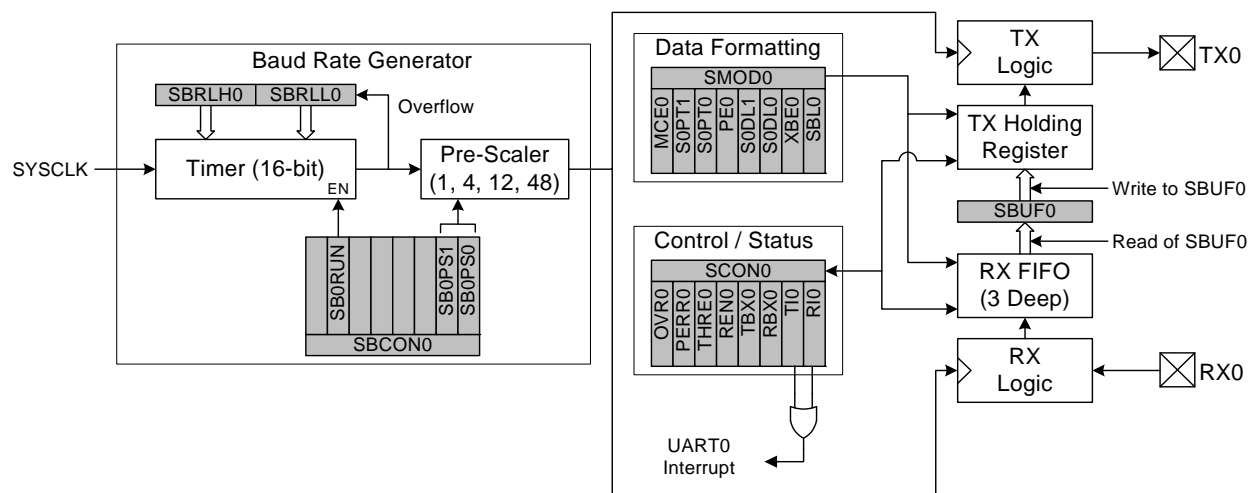 Baud Rate Generator
SBRLH0 SBRLL0
Overflow
SYSCLK
Timer (16-bit)
EN
Pre-Scaler
(1, 4, 12, 48)
SB0RUN
SB0PS1
SB0PS0
SBCON0
Data Formatting
SMOD0
MCE0
S0PT1
S0PT0
PE0
S0DL1
S0DL0
XBE0
SBL0
Control / Status
SCON0
OVR0
PERR0
THRE0
REN0
TBX0
RBX0
TI0
RI0
UART0
Interrupt
TX
Logic
TX0
TX Holding
Register
Write to SBUF0
SBUF0
Read of SBUF0
RX FIFO
(3 Deep)
RX
Logic
RX0